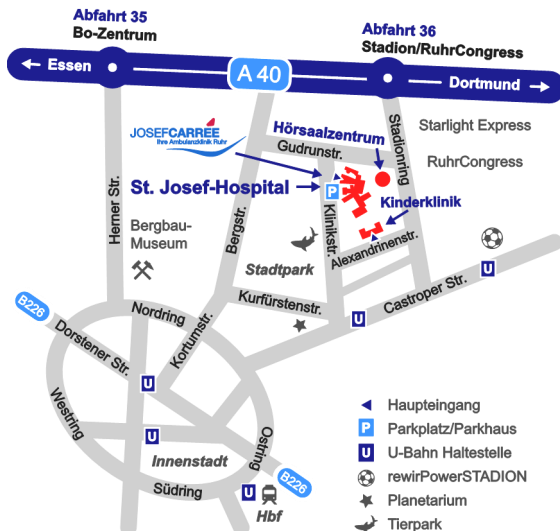 Abfahrt 35
Bo-Zentrum
Abfahrt 36
Stadion/RuhrCongress
Essen
A 40
Dortmund
JOSEFCARRÉE
Ihre Ambulanzklinik Ruhr
Hörsaalzentrum
Gudrunstr.
Stadionring
Starlight Express
RuhrCongress
St. Josef-Hospital
P
Kinderklinik
Herner Str.
Bergbau-
Museum
Bergstr.
Klinikstr.
Stadtpark
Alexandrinenstr.
U
Castroper Str.
Kurfürstenstr.
U
B226
Nordring
Dorstener Str.
Kortumstr.
U
Westring
U
Innenstadt
Ostring
B226
Südring
U
Hbf
Haupteingang
P Parkplatz/Parkhaus
U U-Bahn Haltestelle
rewirPowerSTADION
Planetarium
Tierpark